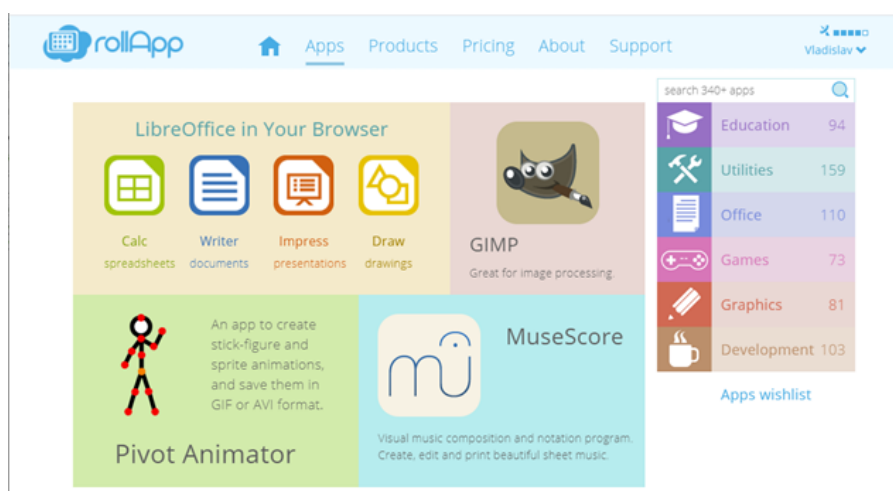 rollApp
Apps Products Pricing About Support
Vladislav
search 340+ apps
LibreOffice in Your Browser
Calc
spreadsheets
Writer
documents
Impress
presentations
Draw
drawings
GIMP
Great for image processing.
Education 94
Utilities 159
Office 110
Games 73
Graphics 81
Development 103
Apps wishlist
An app to create
stick-figure and
sprite animations,
and save them in
GIF or AVI format.
Pivot Animator
mu
MuseScore
Visual music composition and notation program.
Create, edit and print beautiful sheet music.